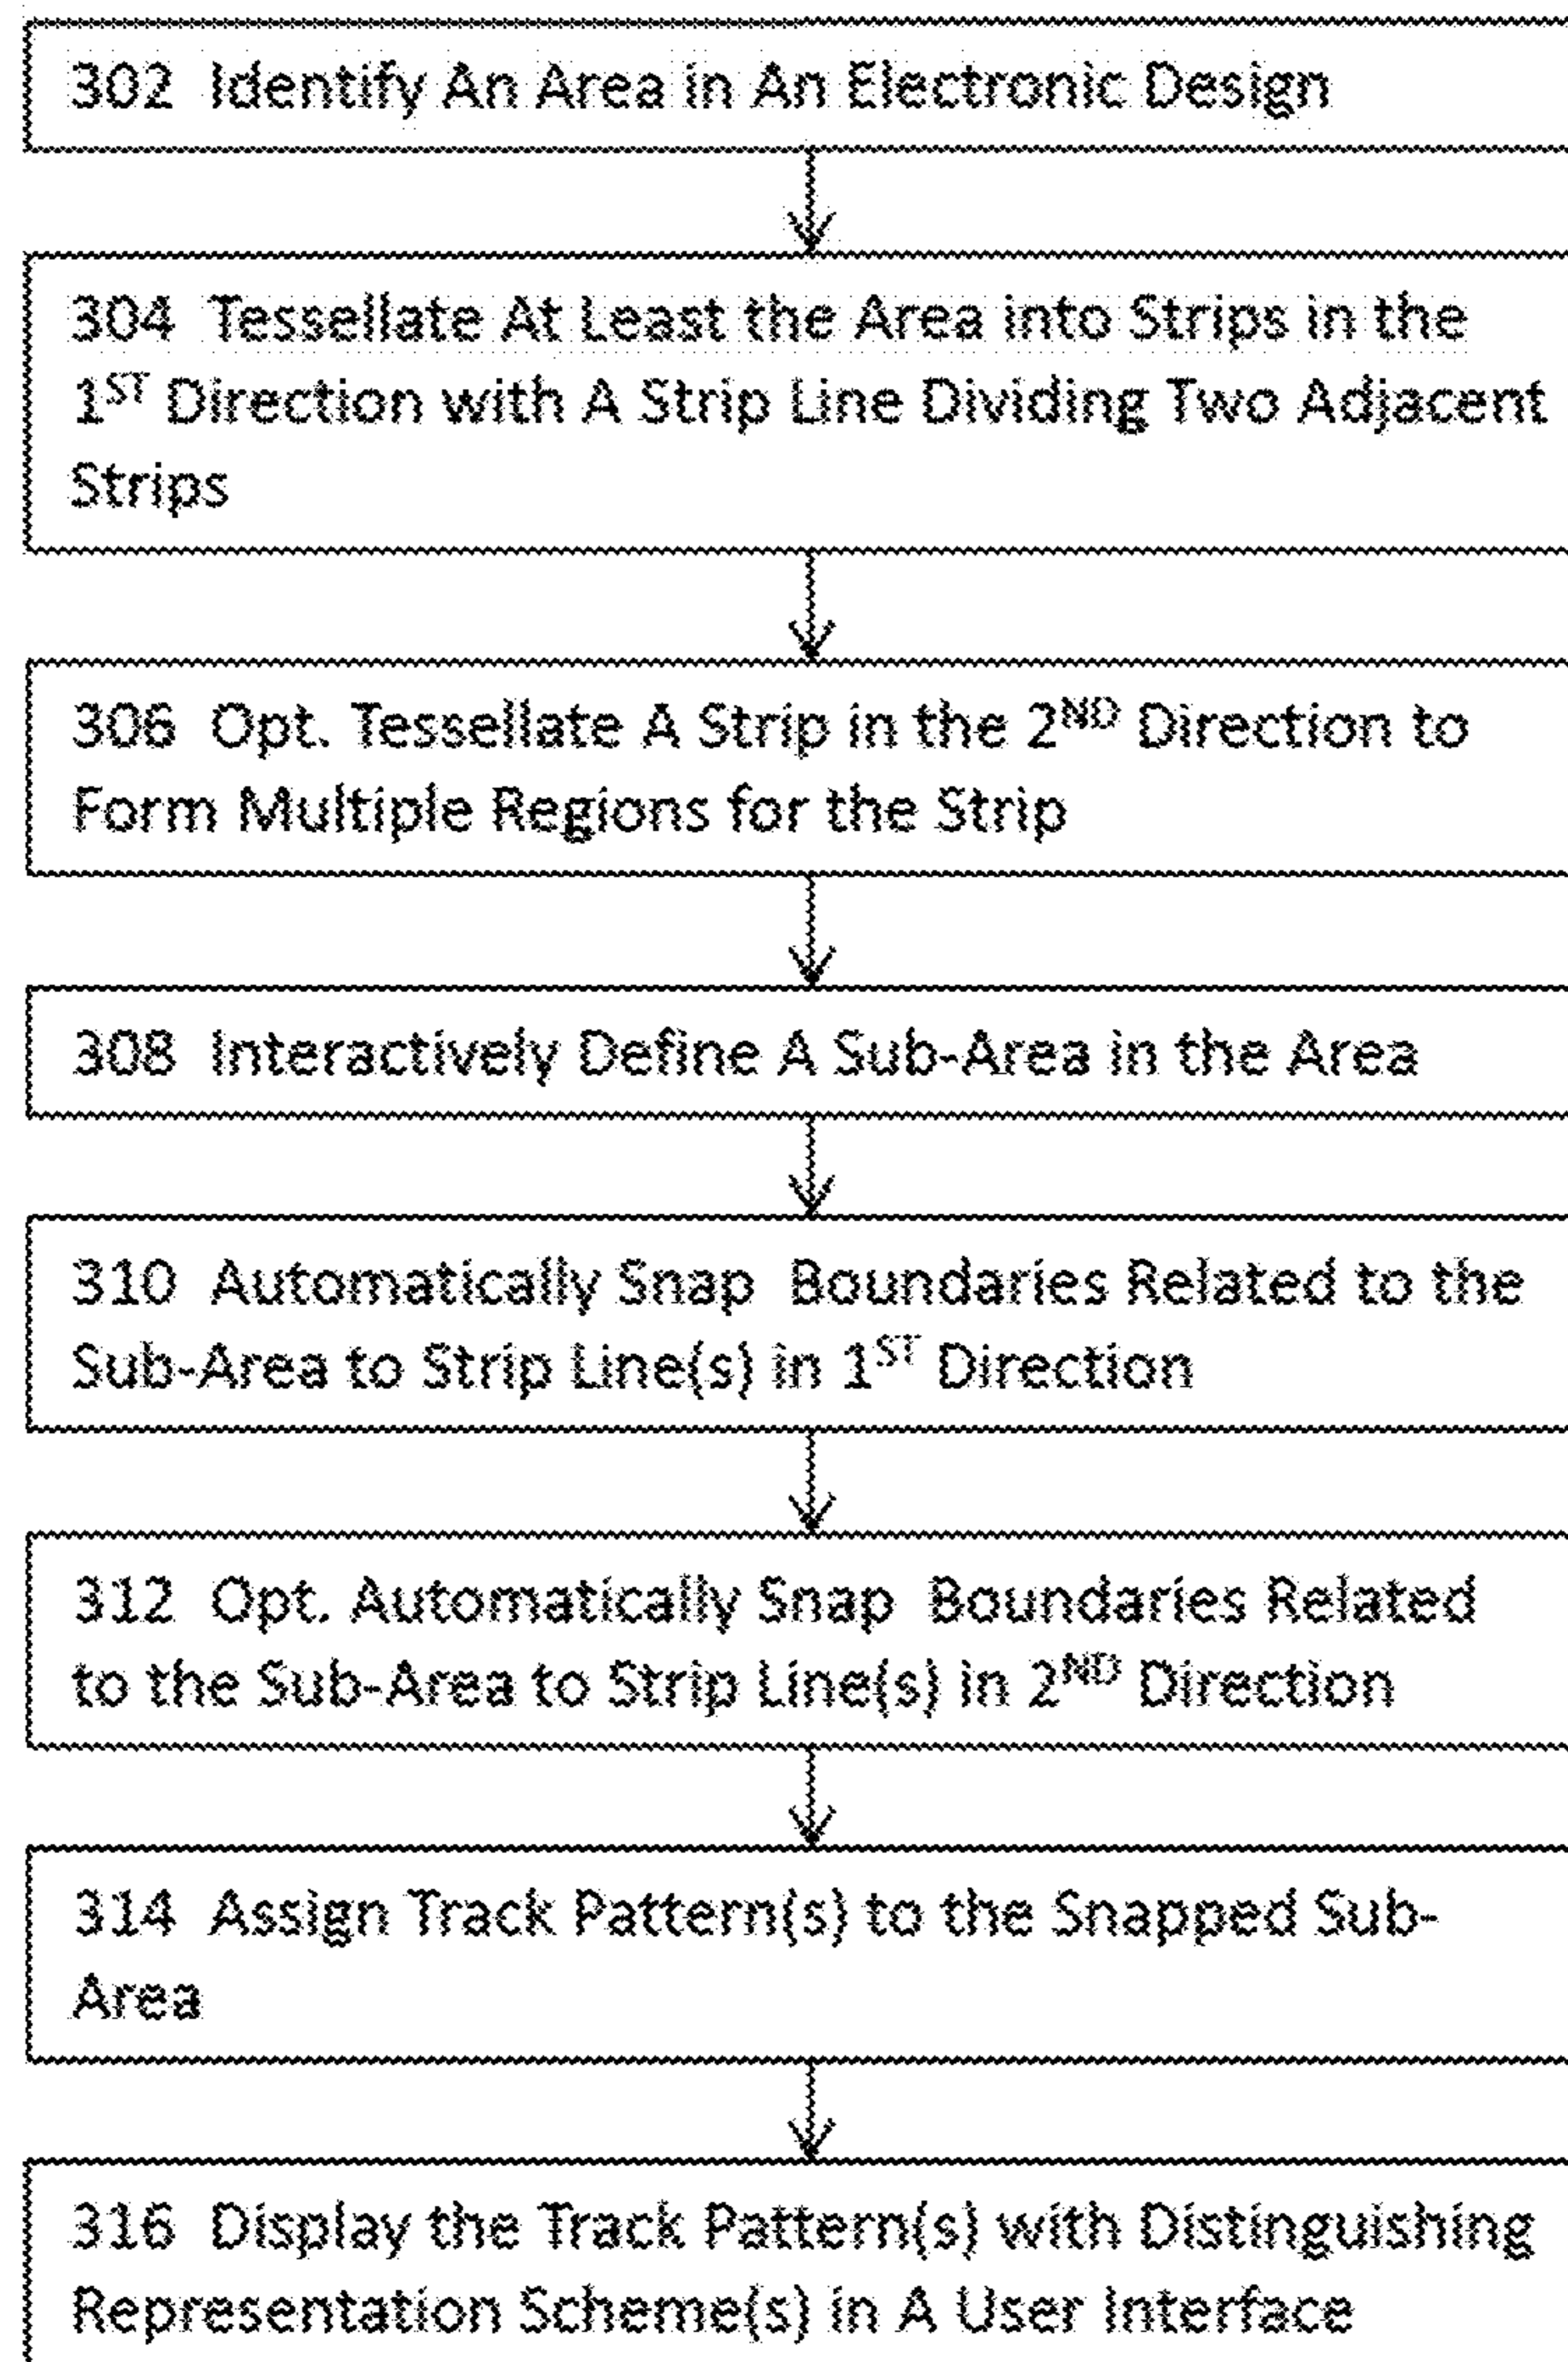 302 Identify An Area in An Electronic Design
304 Tessellate At Least the Area into Strips in the
1ST Direction with A Strip Line Dividing Two Adjacent
Strips
306 Opt. Tessellate A Strip in the 2ND Direction to
Form Multiple Regions for the Strip
308 Interactively Define A Sub-Area in the Area
310 Automatically Snap Boundaries Related to the
Sub-Area to Strip Line(s) in 1ST Direction
312 Opt. Automatically Snap Boundaries Related
to the Sub-Area to Strip Line(s) in 2ND Direction
314 Assign Track Pattern(s) to the Snapped Sub-
Area
316 Display the Track Pattern(s) with Distinguishing
Representation Scheme(s) in A User Interface